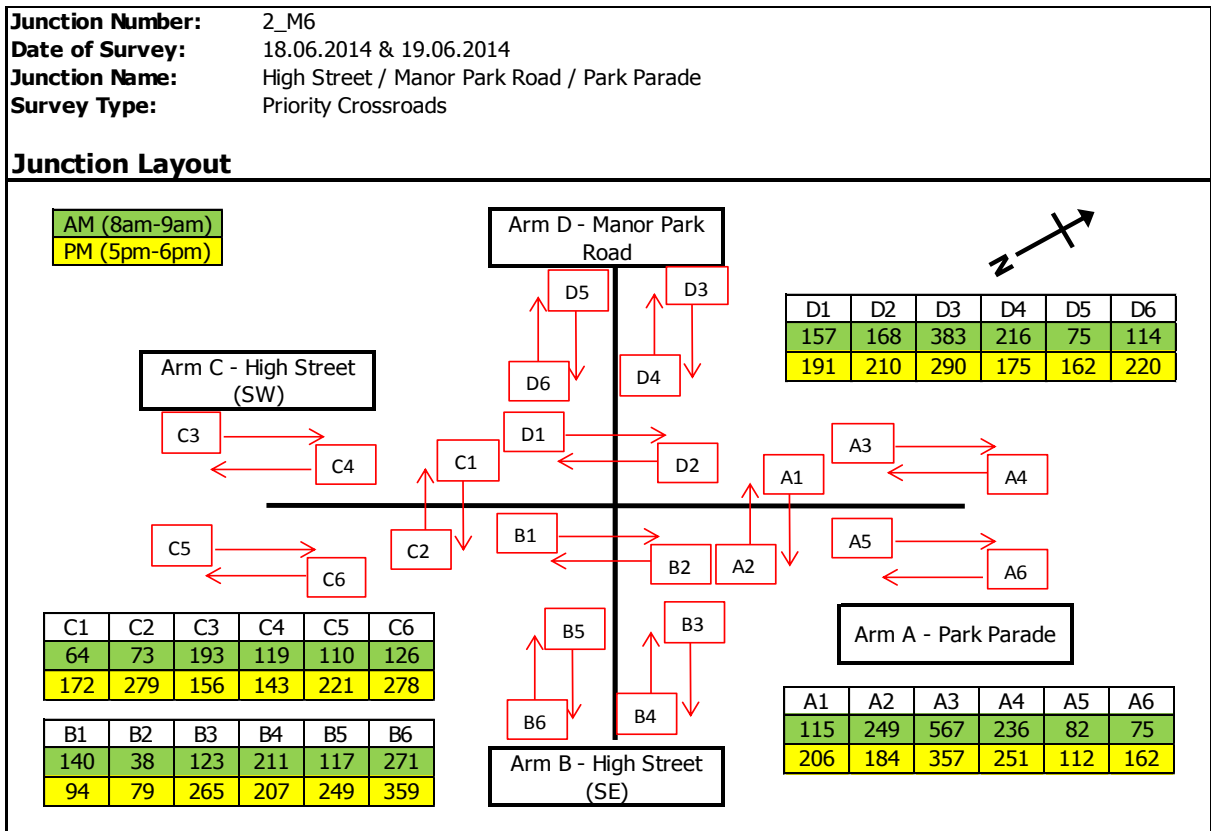 Junction Number: 2_M6
Date of Survey: 18.06.2014 & 19.06.2014
Junction Name: High Street / Manor Park Road / Park Parade
Survey Type: Priority Crossroads
Junction Layout
AM (8am-9am)
PM (5pm-6pm)
Arm D - Manor Park
Road
N
D5
D3
D6
D4
D1 D2 D3 D4 D5 D6
157 168 383 216 75 114
191 210 290 175 162 220
Arm C - High Street
(SW)
C3
C4
C1
D1
D2
A1
A3
A4
C5
C6
C2
B1
B2
A2
A5
A6
C1 C2 C3 C4 C5 C6
64 73 193 119 110 126
172 279 156 143 221 278
B5
B3
B6
B4
Arm A - Park Parade
B1 B2 B3 B4 B5 B6
140 38 123 211 117 271
94 79 265 207 249 359
Arm B - High Street
(SE)
A1 A2 A3 A4 A5 A6
115 249 567 236 82 75
206 184 357 251 112 162